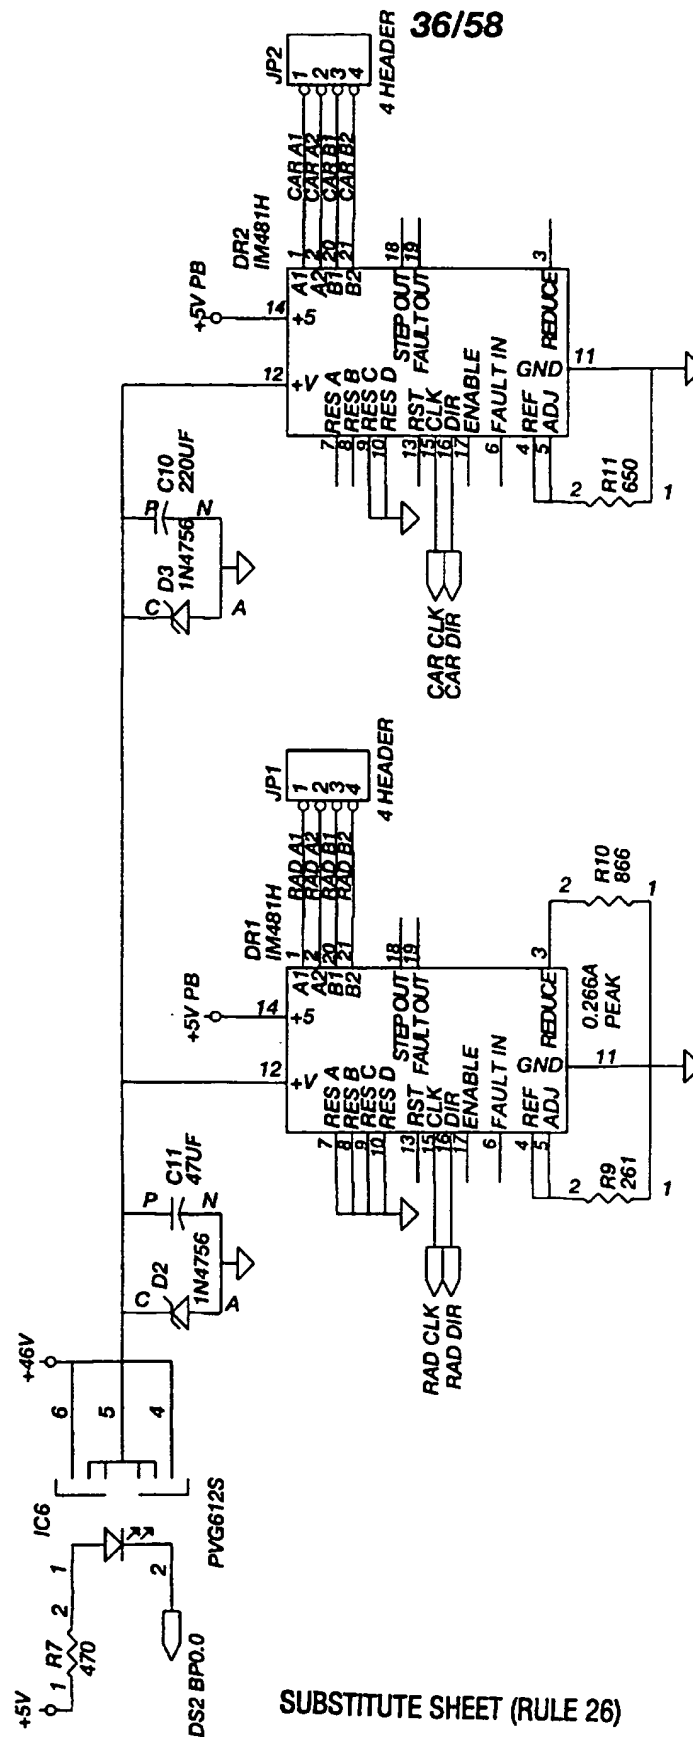 36/58
JP2
1
2
3
4
4 HEADER
CAR A1
CAR A2
CAR B1
CAR B2
DR2
IM481H
1
2
20
21
18
19
3
A1
A2
B1
B2
STEP OUT
FAULT OUT
REDUCE
+5V PB
14
+5
12
+V
GND
11
RES A
RES B
RES C
RES D
RST
CLK
DIR
ENABLE
FAULT IN
REF
ADJ
7
8
9
10
13
15
16
17
6
4
5
C10
220UF
P
N
D3
1N4756
C
A
R11
650
2
1
CAR CLK
CAR DIR
JP1
1
2
3
4
4 HEADER
RAD A1
RAD A2
RAD B1
RAD B2
DR1
IM481H
1
2
20
21
18
19
3
A1
A2
B1
B2
STEP OUT
FAULT OUT
REDUCE
R10
866
2
1
0.266A
PEAK
+5V PB
14
+5
12
+V
GND
11
RES A
RES B
RES C
RES D
RST
CLK
DIR
ENABLE
FAULT IN
REF
ADJ
7
8
9
10
13
15
16
17
6
4
5
C11
47UF
P
N
D2
1N4756
C
A
R9
261
2
1
RAD CLK
RAD DIR
+46V
6
5
4
IC6
PVG612S
1
2
R7
470
1
2
+5V
DS2 BP0.0
SUBSTITUTE SHEET (RULE 26)